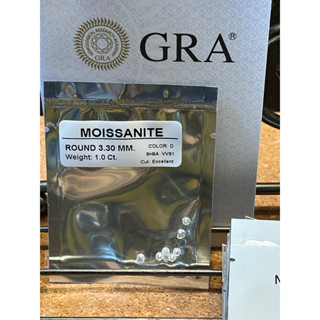 GRA®
GRA
MOISSANITE
ROUND 3.30 MM.
Weight: 1.0 Ct.
COLOR: D
VVS1
Cut: Excellent
N